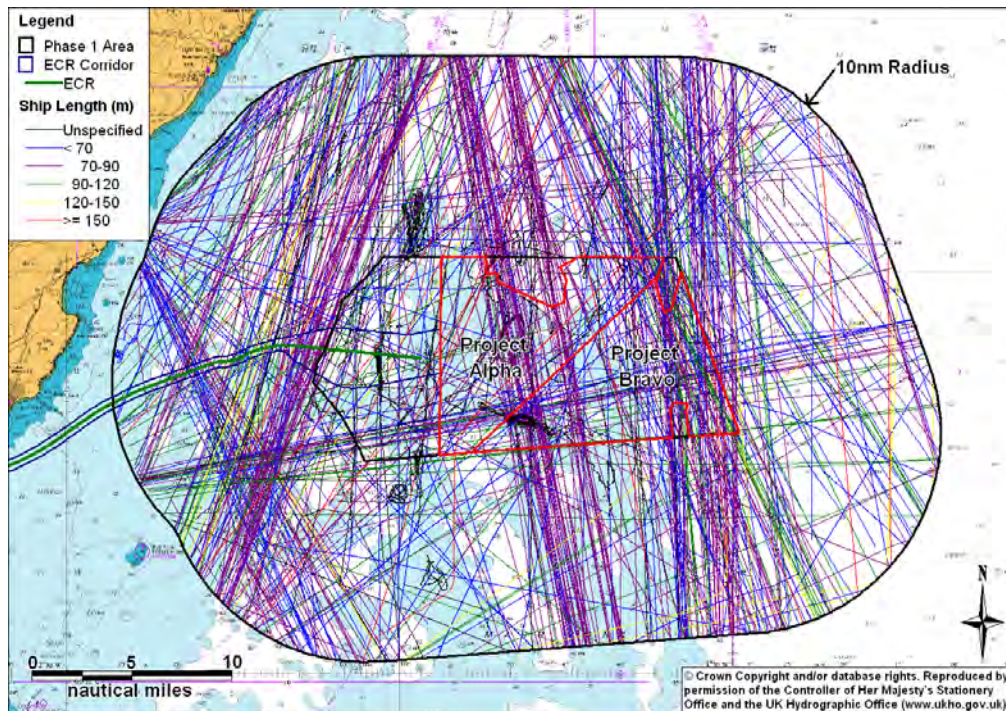 Legend
Phase 1 Area
ECR Corridor
ECR
Ship Length (m)
Unspecified
< 70
70-90
90-120
120-150
>= 150
10nm Radius
Project
Alpha
Project
Bravo
N
0 5 10
nautical miles
© Crown Copyright and/or database rights. Reproduced by
permission of the Controller of Her Majesty's Stationery
Office and the UK Hydrographic Office (www.ukho.gov.uk)